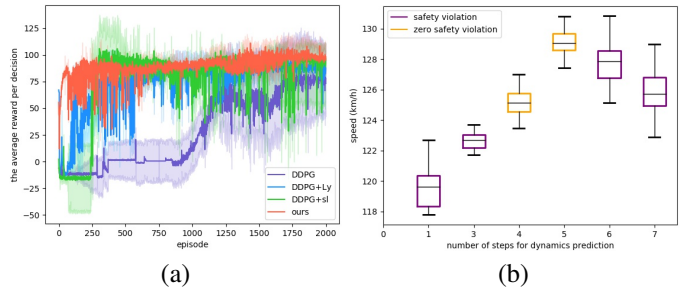 the average reward per decision
125
100
75
50
25
0
−25
−50
DDPG
DDPG+Ly
DDPG+sl
ours
0 250 500 750 1000 1250 1500 1750 2000
episode
(a)
speed (km/h)
130
128
126
124
122
120
118
safety violation
zero safety violation
0 1 3 4 5 6 7
number of steps for dynamics prediction
(b)